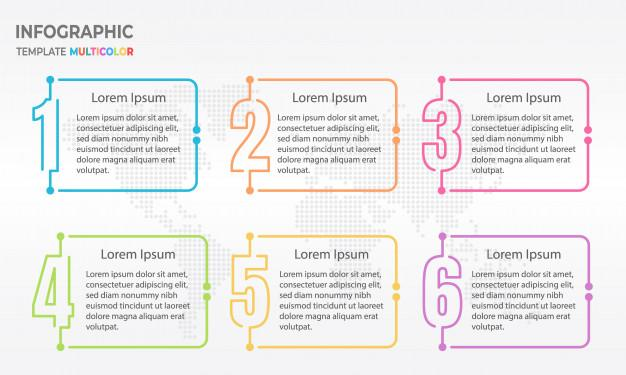 INFOGRAPHIC
TEMPLATE MULTICOLOR
1
Lorem Ipsum
Lorem ipsum dolor sit amet,
consectetuer adipiscing elit,
sed diam nonummy nibh
euismod tincidunt ut laoreet
dolore magna aliquam erat
volutpat.
2
Lorem Ipsum
Lorem ipsum dolor sit amet,
consectetuer adipiscing elit,
sed diam nonummy nibh
euismod tincidunt ut laoreet
dolore magna aliquam erat
volutpat.
3
Lorem Ipsum
Lorem ipsum dolor sit amet,
consectetuer adipiscing elit,
sed diam nonummy nibh
euismod tincidunt ut laoreet
dolore magna aliquam erat
volutpat.
4
Lorem Ipsum
Lorem ipsum dolor sit amet,
consectetuer adipiscing elit,
sed diam nonummy nibh
euismod tincidunt ut laoreet
dolore magna aliquam erat
volutpat.
5
Lorem Ipsum
Lorem ipsum dolor sit amet,
consectetuer adipiscing elit,
sed diam nonummy nibh
euismod tincidunt ut laoreet
dolore magna aliquam erat
volutpat.
6
Lorem Ipsum
Lorem ipsum dolor sit amet,
consectetuer adipiscing elit,
sed diam nonummy nibh
euismod tincidunt ut laoreet
dolore magna aliquam erat
volutpat.